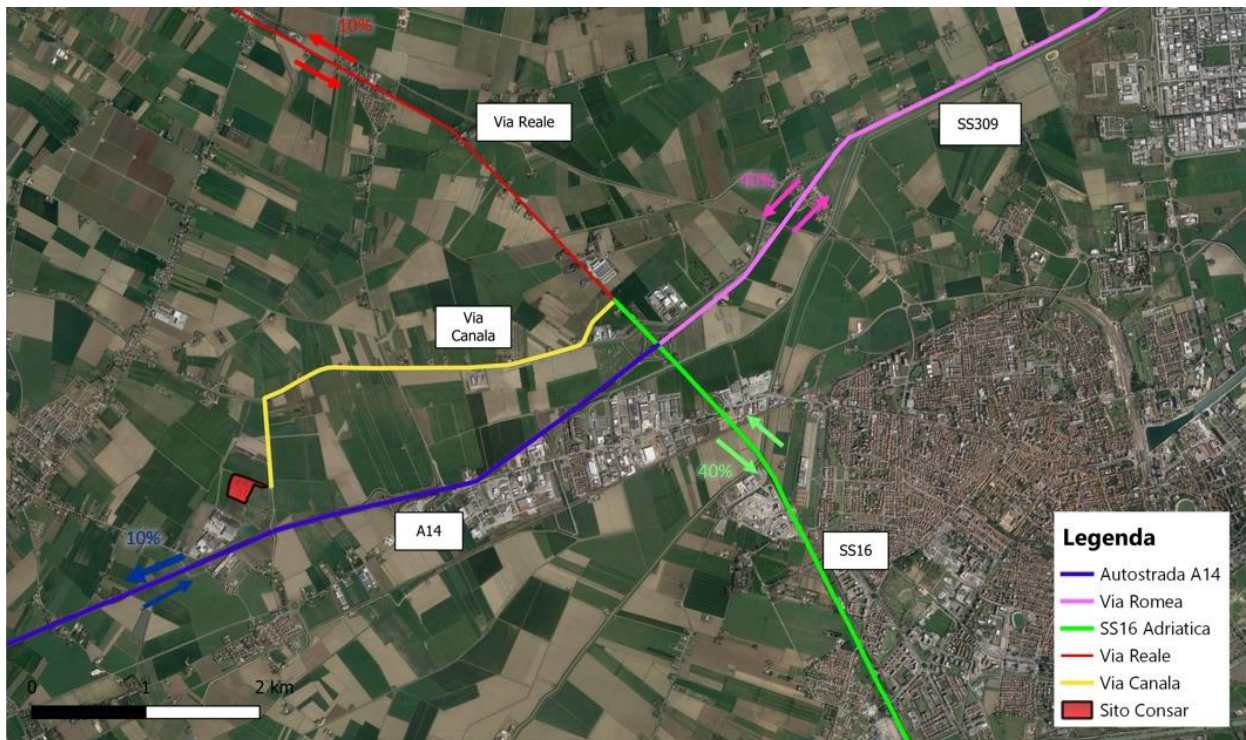 10%
Via Reale
SS309
40%
Via
Canala
40%
A14
10%
SS16
0 1 2 km
Legenda
Autostrada A14
Via Romea
SS16 Adriatica
Via Reale
Via Canala
Sito Consar